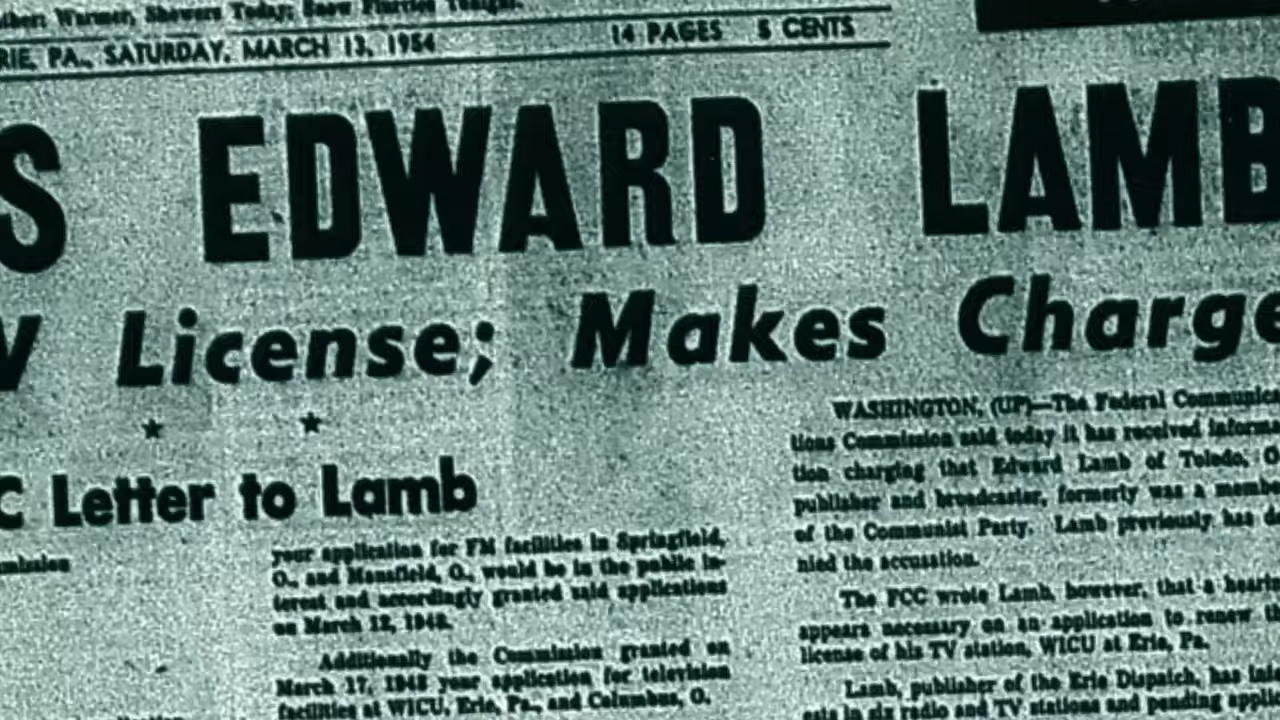 Warmer, Showers Today; Snow Flurries Tonight.
RIE, PA., SATURDAY, MARCH 13, 1954 14 PAGES 5 CENTS
S EDWARD LAMB
V License; Makes Charge
C Letter to Lamb
mmission
your application for FM facilities in Springfield,
O., and Mansfield, O., would be in the public in-
terest and accordingly granted said applications
on March 12, 1948.
Additionally the Commission granted on
March 17, 1948 your application for television
facilities at WICU, Erie, Pa., and Columbus, O.
WASHINGTON, (UP)—The Federal Communica
tions Commission said today it has received informa
tion charging that Edward Lamb of Toledo, O
publisher and broadcaster, formerly was a membe
of the Communist Party. Lamb previously has de
nied the accusation.
The FCC wrote Lamb, however, that a hearin
appears necessary on an application to renew th
license of his TV station, WICU at Erie, Pa.
Lamb, publisher of the Erie Dispatch, has inte
ests in six radio and TV stations and pending applic